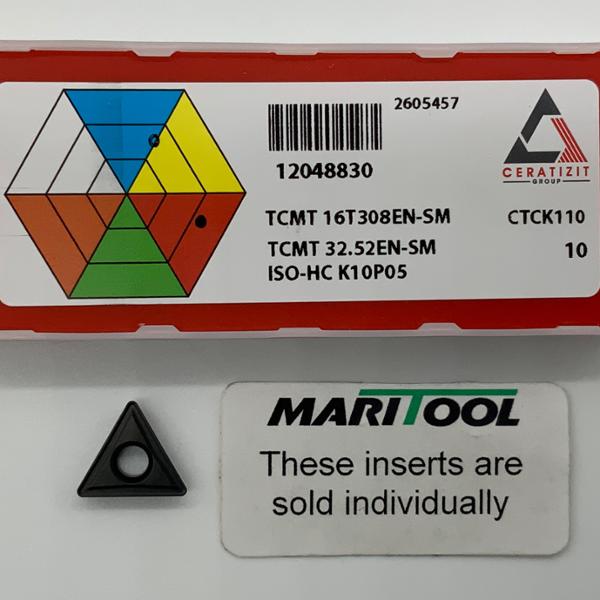 2605457
12048830
CERATIZIT
GROUP
TCMT 16T308EN-SM
CTCK110
TCMT 32.52EN-SM
10
ISO-HC K10P05
MARITOOL
These inserts are
sold individually